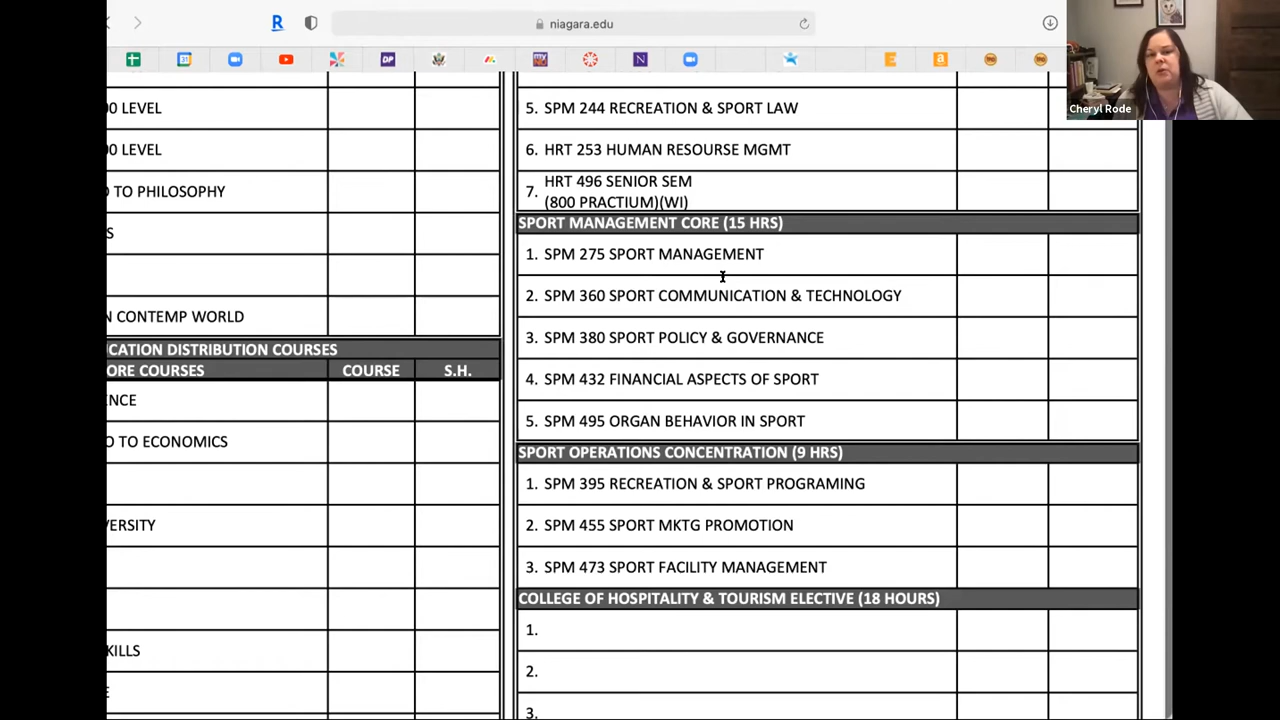 niagara.edu
Cheryl Rode
00 LEVEL
00 LEVEL
O TO PHILOSOPHY
S
N CONTEMP WORLD
UCATION DISTRIBUTION COURSES
ORE COURSES COURSE S.H.
ENCE
O TO ECONOMICS
VERSITY
KILLS
E
5. SPM 244 RECREATION & SPORT LAW
6. HRT 253 HUMAN RESOURSE MGMT
7. HRT 496 SENIOR SEM
(800 PRACTIUM)(WI)
SPORT MANAGEMENT CORE (15 HRS)
1. SPM 275 SPORT MANAGEMENT
2. SPM 360 SPORT COMMUNICATION & TECHNOLOGY
3. SPM 380 SPORT POLICY & GOVERNANCE
4. SPM 432 FINANCIAL ASPECTS OF SPORT
5. SPM 495 ORGAN BEHAVIOR IN SPORT
SPORT OPERATIONS CONCENTRATION (9 HRS)
1. SPM 395 RECREATION & SPORT PROGRAMING
2. SPM 455 SPORT MKTG PROMOTION
3. SPM 473 SPORT FACILITY MANAGEMENT
COLLEGE OF HOSPITALITY & TOURISM ELECTIVE (18 HOURS)
1.
2.
3.